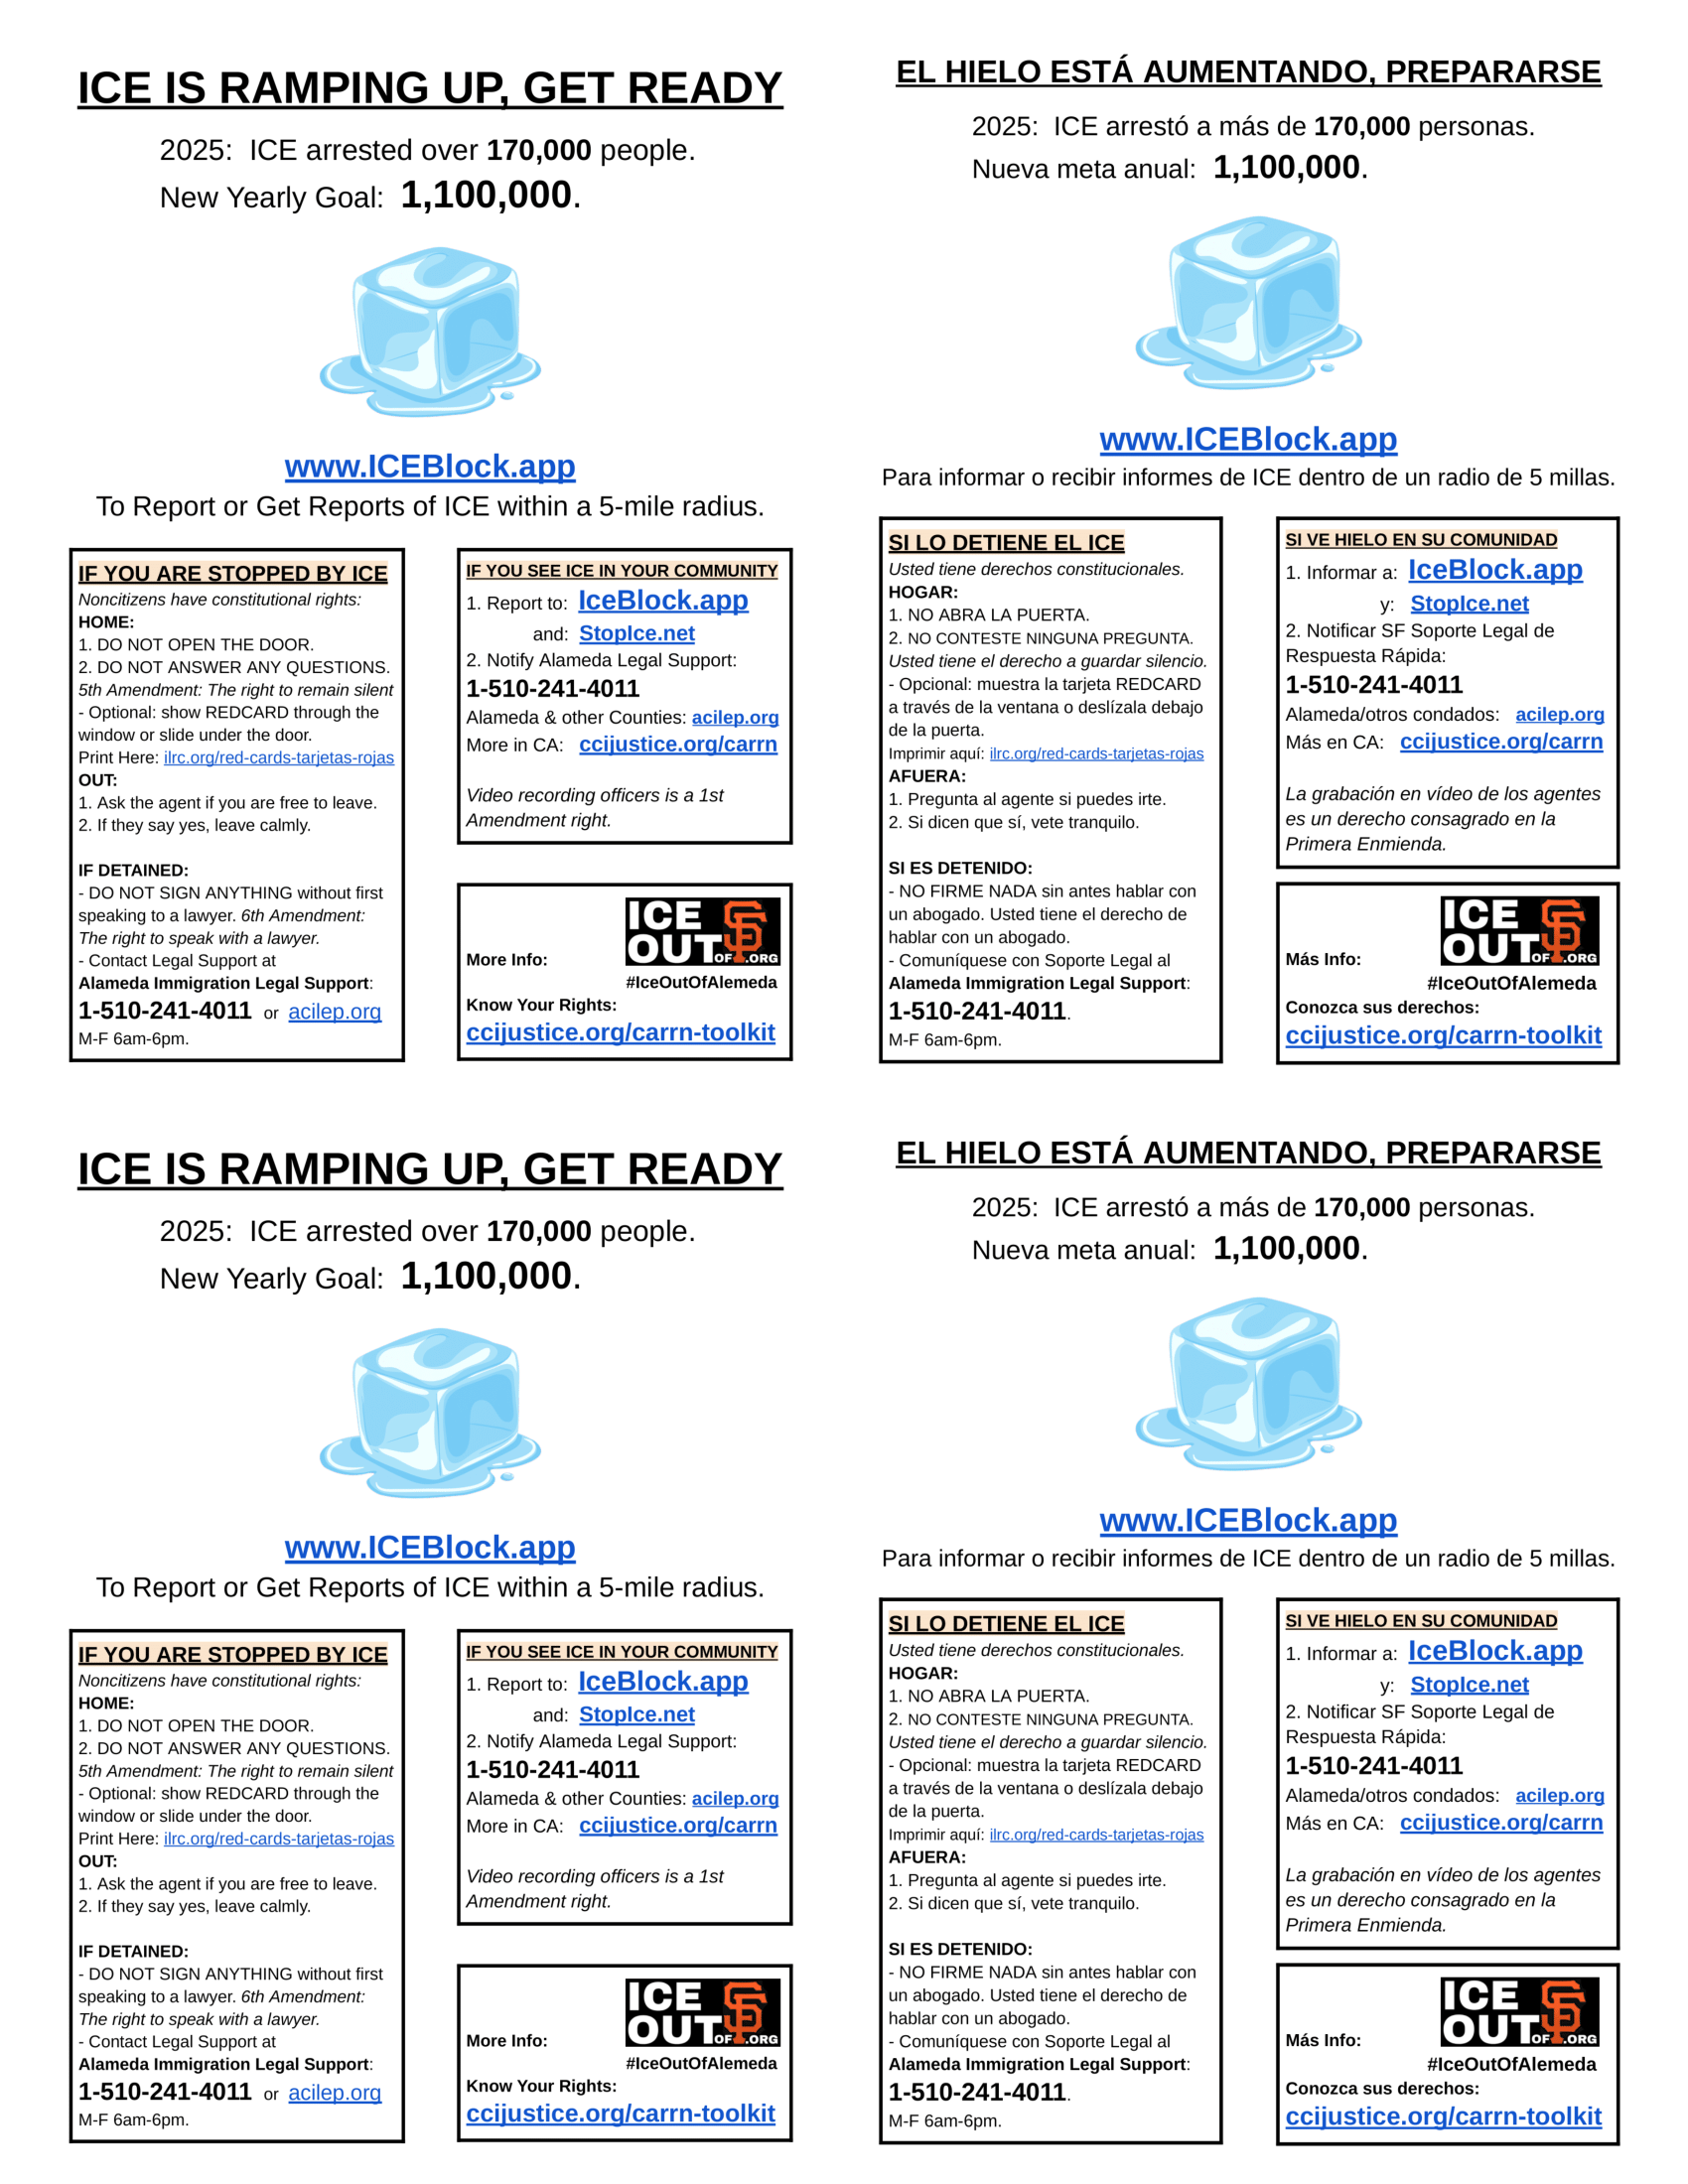 ICE IS RAMPING UP, GET READY
2025:  ICE arrested over 170,000 people.
New Yearly Goal:  1,100,000.
www.ICEBlock.app
To Report or Get Reports of ICE within a 5-mile radius.
IF YOU ARE STOPPED BY ICE
Noncitizens have constitutional rights:
HOME:
1. DO NOT OPEN THE DOOR.
2. DO NOT ANSWER ANY QUESTIONS.
5th Amendment: The right to remain silent
- Optional: show REDCARD through the
window or slide under the door.
Print Here: ilrc.org/red-cards-tarjetas-rojas
OUT:
1. Ask the agent if you are free to leave.
2. If they say yes, leave calmly.
IF DETAINED:
- DO NOT SIGN ANYTHING without first
speaking to a lawyer. 6th Amendment:
The right to speak with a lawyer.
- Contact Legal Support at
Alameda Immigration Legal Support:
1-510-241-4011 or acilep.org
M-F 6am-6pm.
IF YOU SEE ICE IN YOUR COMMUNITY
1. Report to: IceBlock.app
and: StopIce.net
2. Notify Alameda Legal Support:
1-510-241-4011
Alameda & other Counties: acilep.org
More in CA: ccijustice.org/carrn
Video recording officers is a 1st
Amendment right.
ICE
OUT OF SF .ORG
More Info:
#IceOutOfAlemeda
Know Your Rights:
ccijustice.org/carrn-toolkit
EL HIELO ESTÁ AUMENTANDO, PREPARARSE
2025:  ICE arrestó a más de 170,000 personas.
Nueva meta anual:  1,100,000.
www.ICEBlock.app
Para informar o recibir informes de ICE dentro de un radio de 5 millas.
SI LO DETIENE EL ICE
Usted tiene derechos constitucionales.
HOGAR:
1. NO ABRA LA PUERTA.
2. NO CONTESTE NINGUNA PREGUNTA.
Usted tiene el derecho a guardar silencio.
- Opcional: muestra la tarjeta REDCARD
a través de la ventana o deslízala debajo
de la puerta.
Imprimir aquí: ilrc.org/red-cards-tarjetas-rojas
AFUERA:
1. Pregunta al agente si puedes irte.
2. Si dicen que sí, vete tranquilo.
SI ES DETENIDO:
- NO FIRME NADA sin antes hablar con
un abogado. Usted tiene el derecho de
hablar con un abogado.
- Comuníquese con Soporte Legal al
Alameda Immigration Legal Support:
1-510-241-4011.
M-F 6am-6pm.
SI VE HIELO EN SU COMUNIDAD
1. Informar a: IceBlock.app
y: StopIce.net
2. Notificar SF Soporte Legal de
Respuesta Rápida:
1-510-241-4011
Alameda/otros condados: acilep.org
Más en CA: ccijustice.org/carrn
La grabación en vídeo de los agentes
es un derecho consagrado en la
Primera Enmienda.
ICE
OUT OF SF .ORG
Más Info:
#IceOutOfAlemeda
Conozca sus derechos:
ccijustice.org/carrn-toolkit
ICE IS RAMPING UP, GET READY
2025:  ICE arrested over 170,000 people.
New Yearly Goal:  1,100,000.
www.ICEBlock.app
To Report or Get Reports of ICE within a 5-mile radius.
IF YOU ARE STOPPED BY ICE
Noncitizens have constitutional rights:
HOME:
1. DO NOT OPEN THE DOOR.
2. DO NOT ANSWER ANY QUESTIONS.
5th Amendment: The right to remain silent
- Optional: show REDCARD through the
window or slide under the door.
Print Here: ilrc.org/red-cards-tarjetas-rojas
OUT:
1. Ask the agent if you are free to leave.
2. If they say yes, leave calmly.
IF DETAINED:
- DO NOT SIGN ANYTHING without first
speaking to a lawyer. 6th Amendment:
The right to speak with a lawyer.
- Contact Legal Support at
Alameda Immigration Legal Support:
1-510-241-4011 or acilep.org
M-F 6am-6pm.
IF YOU SEE ICE IN YOUR COMMUNITY
1. Report to: IceBlock.app
and: StopIce.net
2. Notify Alameda Legal Support:
1-510-241-4011
Alameda & other Counties: acilep.org
More in CA: ccijustice.org/carrn
Video recording officers is a 1st
Amendment right.
ICE
OUT OF SF .ORG
More Info:
#IceOutOfAlemeda
Know Your Rights:
ccijustice.org/carrn-toolkit
EL HIELO ESTÁ AUMENTANDO, PREPARARSE
2025:  ICE arrestó a más de 170,000 personas.
Nueva meta anual:  1,100,000.
www.ICEBlock.app
Para informar o recibir informes de ICE dentro de un radio de 5 millas.
SI LO DETIENE EL ICE
Usted tiene derechos constitucionales.
HOGAR:
1. NO ABRA LA PUERTA.
2. NO CONTESTE NINGUNA PREGUNTA.
Usted tiene el derecho a guardar silencio.
- Opcional: muestra la tarjeta REDCARD
a través de la ventana o deslízala debajo
de la puerta.
Imprimir aquí: ilrc.org/red-cards-tarjetas-rojas
AFUERA:
1. Pregunta al agente si puedes irte.
2. Si dicen que sí, vete tranquilo.
SI ES DETENIDO:
- NO FIRME NADA sin antes hablar con
un abogado. Usted tiene el derecho de
hablar con un abogado.
- Comuníquese con Soporte Legal al
Alameda Immigration Legal Support:
1-510-241-4011.
M-F 6am-6pm.
SI VE HIELO EN SU COMUNIDAD
1. Informar a: IceBlock.app
y: StopIce.net
2. Notificar SF Soporte Legal de
Respuesta Rápida:
1-510-241-4011
Alameda/otros condados: acilep.org
Más en CA: ccijustice.org/carrn
La grabación en vídeo de los agentes
es un derecho consagrado en la
Primera Enmienda.
ICE
OUT OF SF .ORG
Más Info:
#IceOutOfAlemeda
Conozca sus derechos:
ccijustice.org/carrn-toolkit